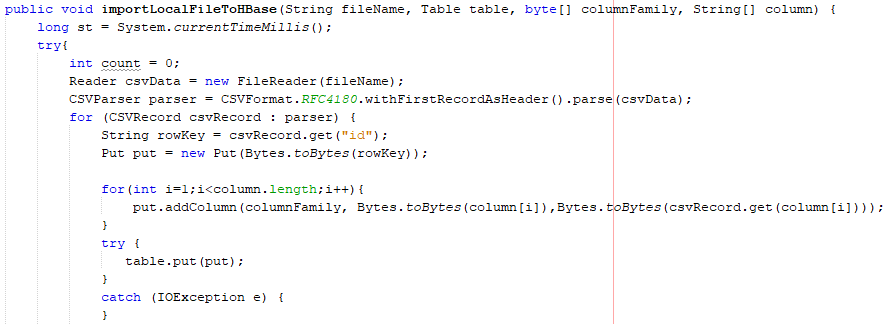 public void importLocalFileToHBase(String fileName, Table table, byte[] columnFamily, String[] column) {
long st = System.currentTimeMillis();
try{
int count = 0;
Reader csvData = new FileReader(fileName);
CSVParser parser = CSVFormat.RFC4180.withFirstRecordAsHeader().parse(csvData);
for (CSVRecord csvRecord : parser) {
String rowKey = csvRecord.get("id");
Put put = new Put(Bytes.toBytes(rowKey));
for(int i=1;i<column.length;i++){
put.addColumn(columnFamily, Bytes.toBytes(column[i]),Bytes.toBytes(csvRecord.get(column[i])));
}
try {
table.put(put);
}
catch (IOException e) {
}